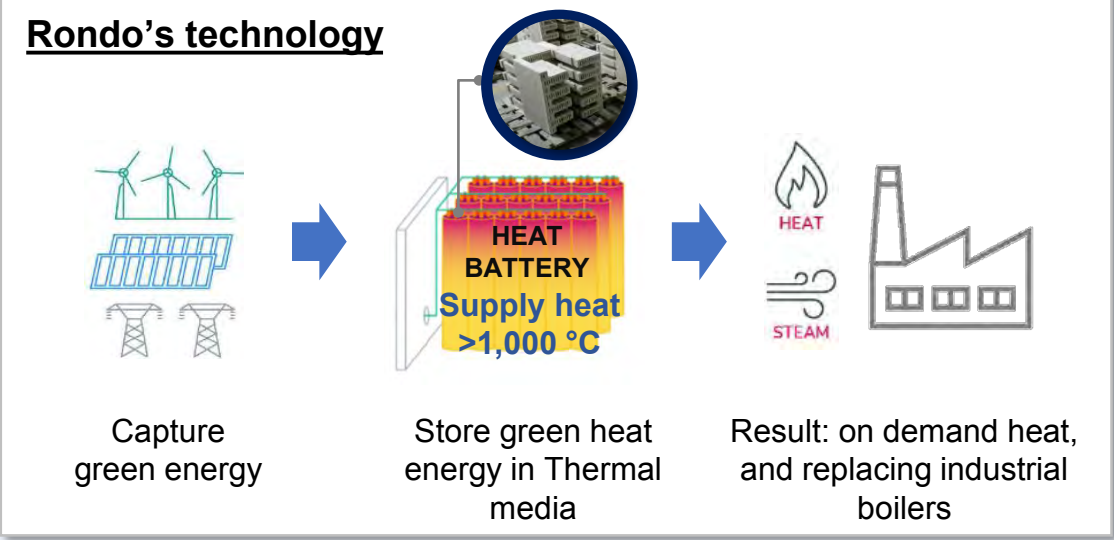 Rondo's technology
HEAT
BATTERY
Supply heat
>1,000 °C
HEAT
STEAM
Capture
green energy
Store green heat
energy in Thermal
media
Result: on demand heat,
and replacing industrial
boilers